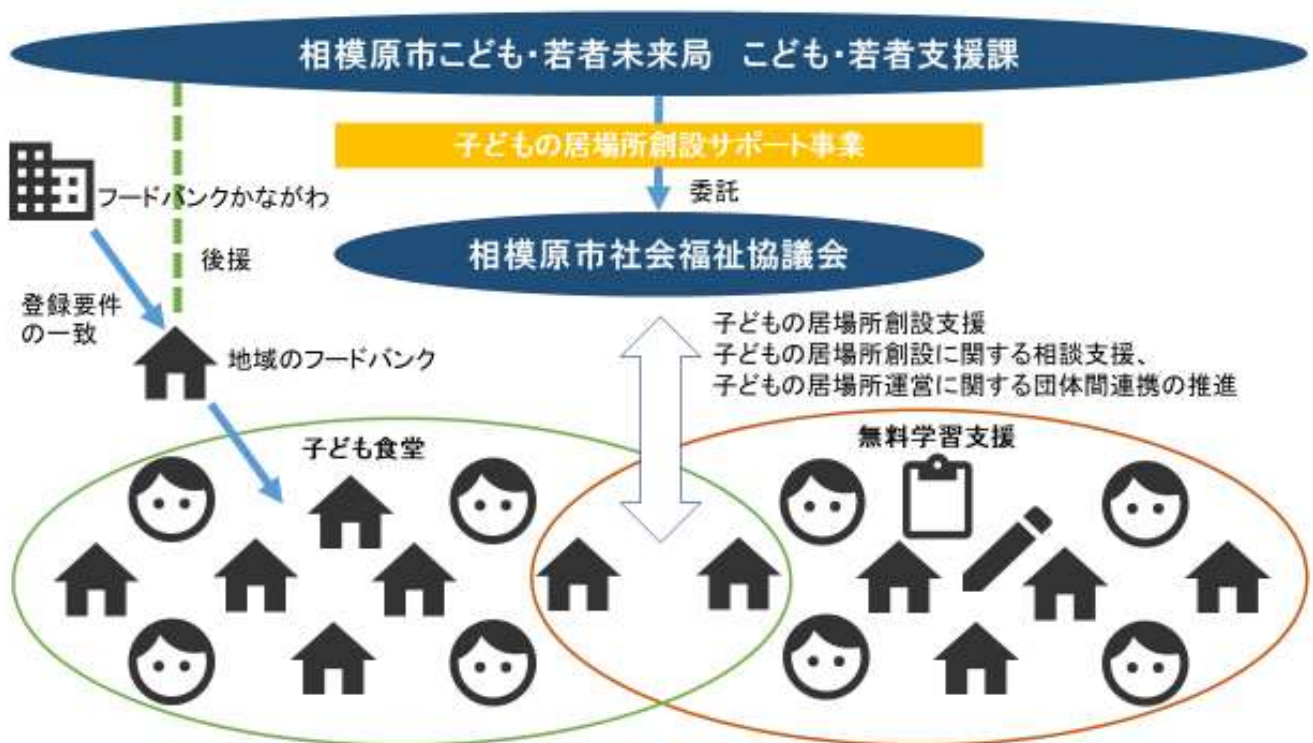 相模原市こども・若者未来局　こども・若者支援課
子どもの居場所創設サポート事業
委託
フードバンクかながわ
後援
相模原市社会福祉協議会
登録要件
の一致
地域のフードバンク
子どもの居場所創設支援
子どもの居場所創設に関する相談支援、
子どもの居場所運営に関する団体間連携の推進
子ども食堂
無料学習支援